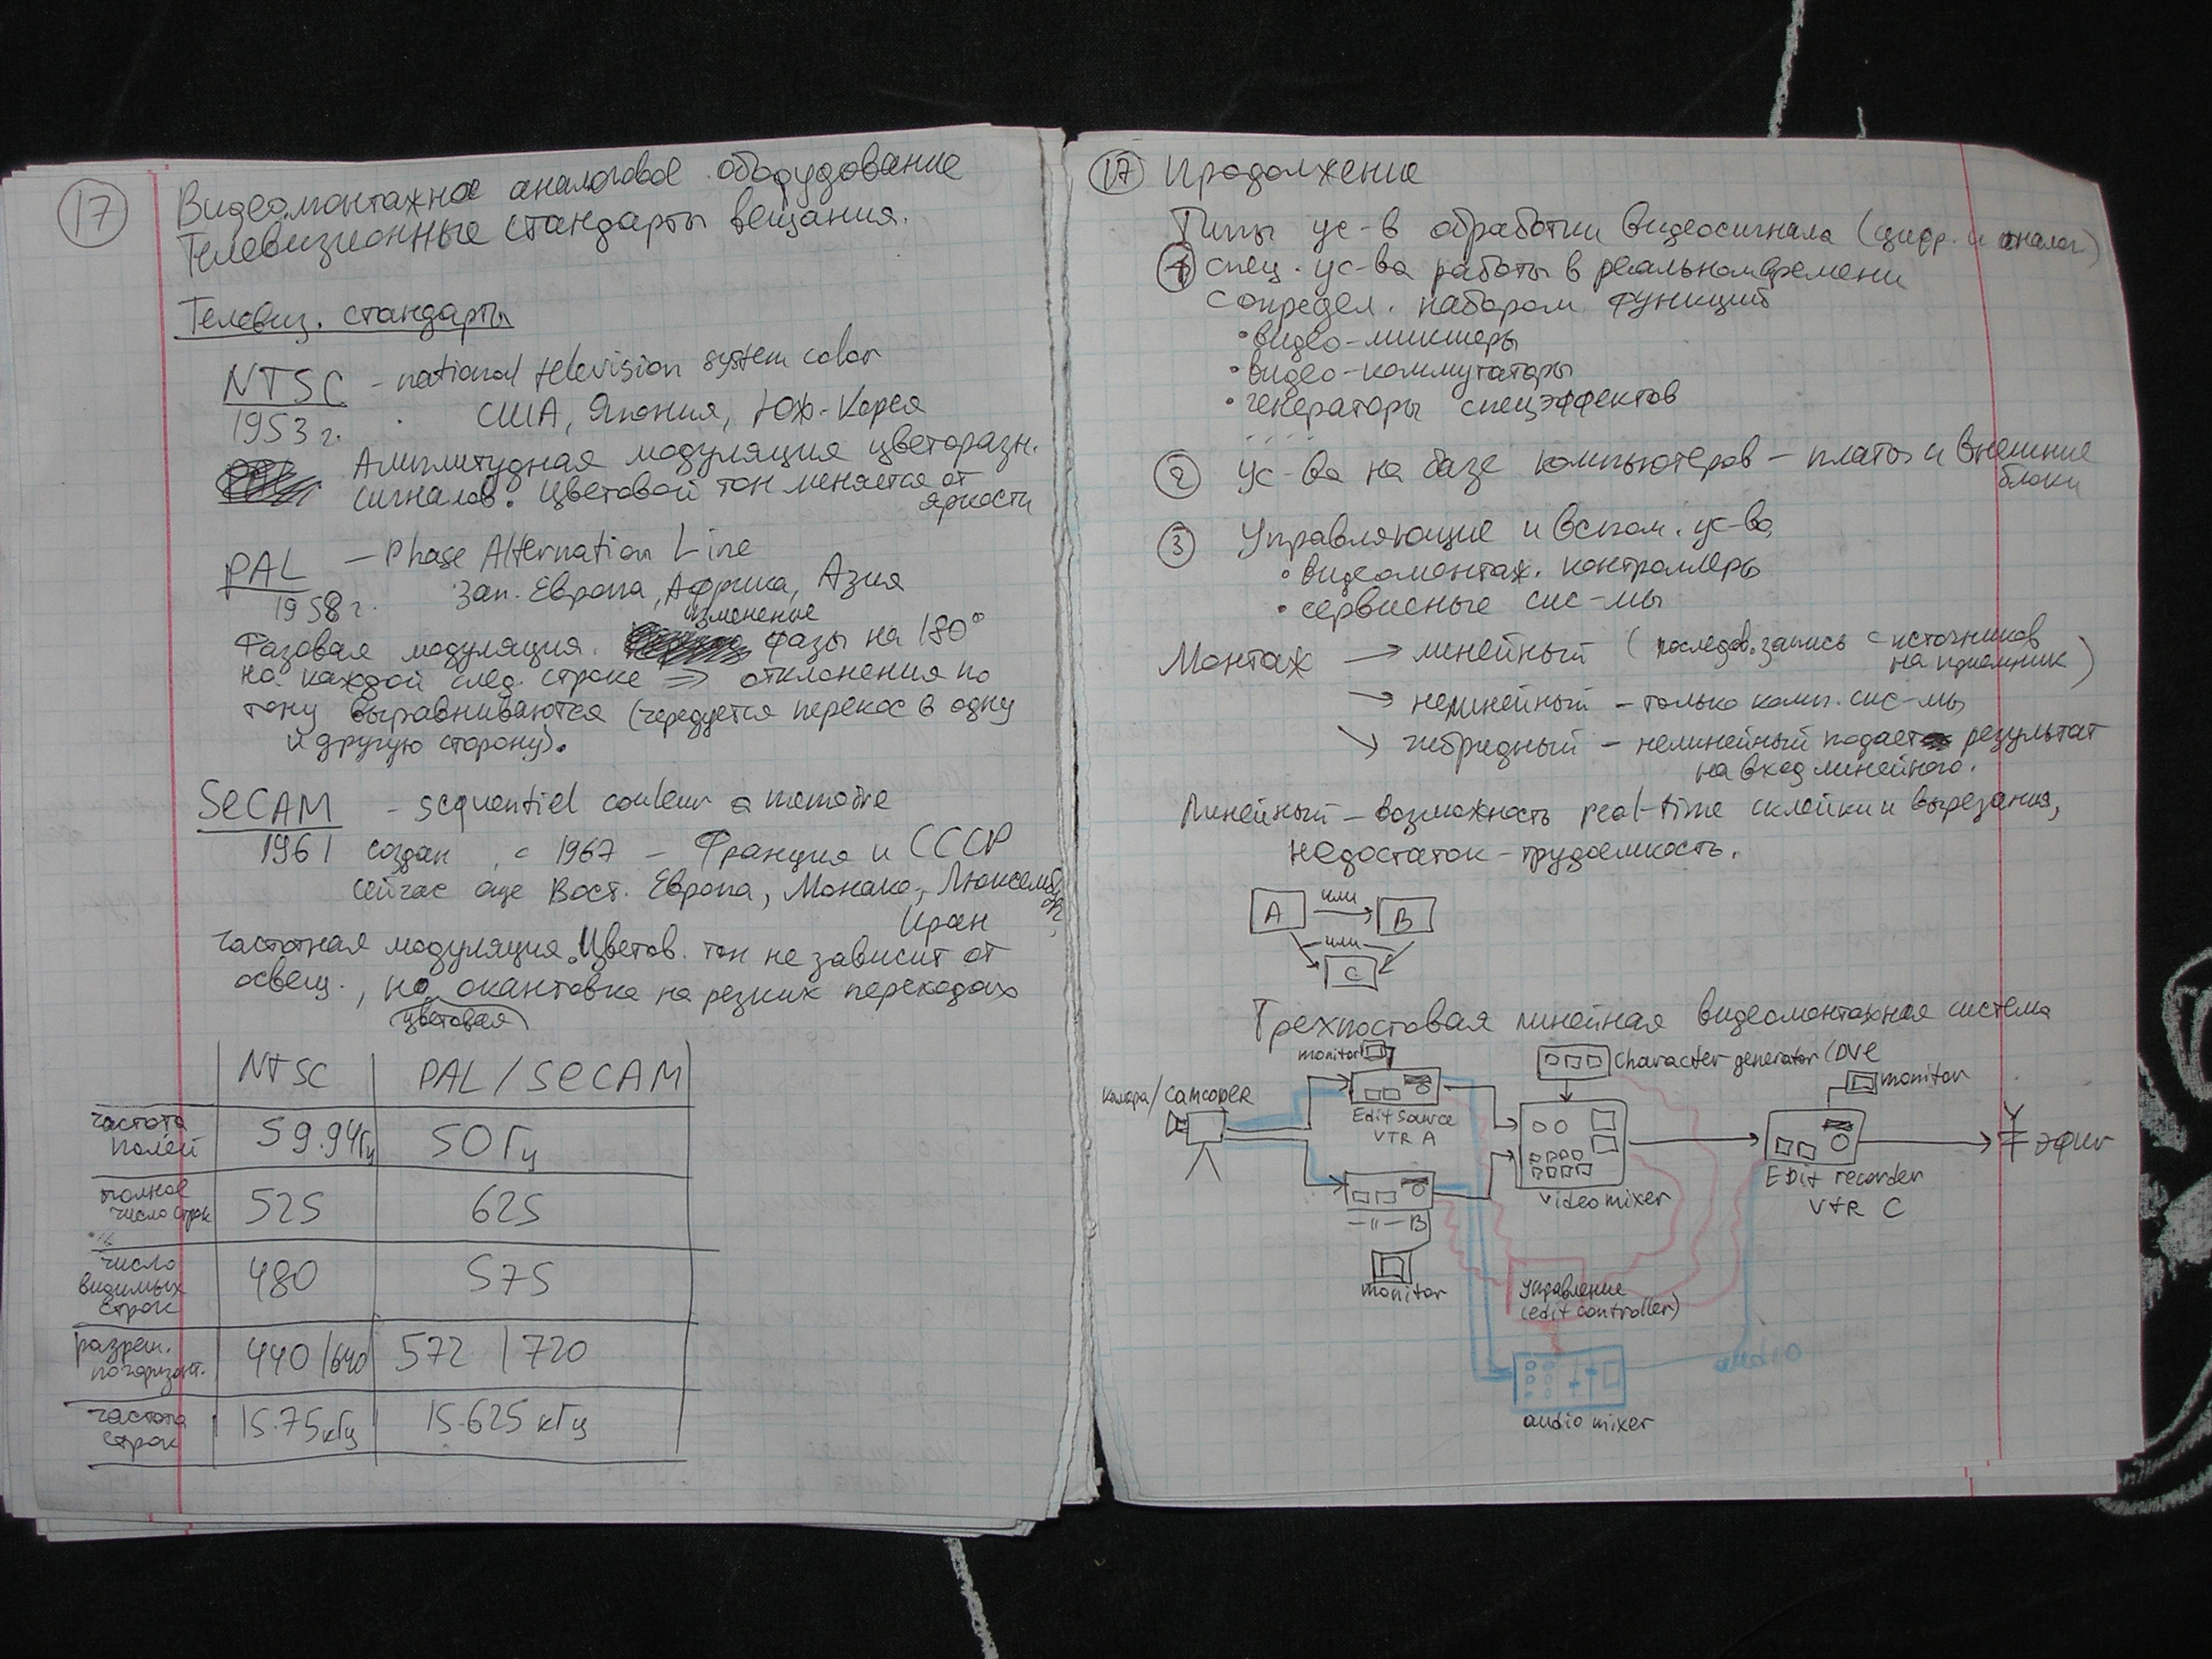 17
Видеомонтажное аналоговое оборудование
Телевизионные стандарты вещания.
Телевиз. стандарты
NTSC - national television system color
1953 г. США, Япония, Юж. Корея
Амплитудная модуляция цветоразн.
сигналов. Цветовой тон меняется от
яркости
PAL - Phase Alternation Line
1958 г. Зап. Европа, Африка, Азия
изменение
Фазовая модуляция. фазы на 180°
на каждой след. строке => отклонения по
тону выравниваются (чередуется перекос в одну
и другую сторону).
SECAM - sequentiel couleur a memoire
1961 создан, с 1967 - Франция и СССР
сейчас еще Вост. Европа, Монако, Люксембург,
Иран
Частотная модуляция. Цветов. тон не зависит от
освещ., но окантовка на резких переходах
цветовая
NTSC PAL/SECAM
частота полей 59.94Гц 50Гц
полное число строк 525 625
число видимых строк 480 575
разреш. по горизонт. 440/640 572/720
частота строк 15.75кГц 15.625 кГц
17 Продолжение
Типы ус-в обработки видеосигнала (цифр. и аналог.)
1 спец. ус-ва работы в реальном времени
с определ. набором функций
• видео-микшеры
• видео-коммутаторы
• генераторы спецэффектов
....
2 Ус-ва на базе компьютеров - платы и внешние
блоки
3 Управляющие и вспом. ус-ва
• видеомонтаж. контроллеры
• сервисные сис-мы
Монтаж → линейный (последов. запись с источников
на приемник)
→ нелинейный - только комп. сис-мы
→ гибридный - нелинейный подает результат
на вход линейного.
Линейный - возможность real-time склейки и вырезания,
недостаток - трудоемкость.
A или B
или
C
Трехпостовая линейная видеомонтажная система
monitor
Character generator/DVE
monitor
камера/camcorder
Edit source
VTR A
video mixer
Edit recorder
VTR C
эфир
-"- B
monitor
управление
(edit controller)
audio
audio mixer